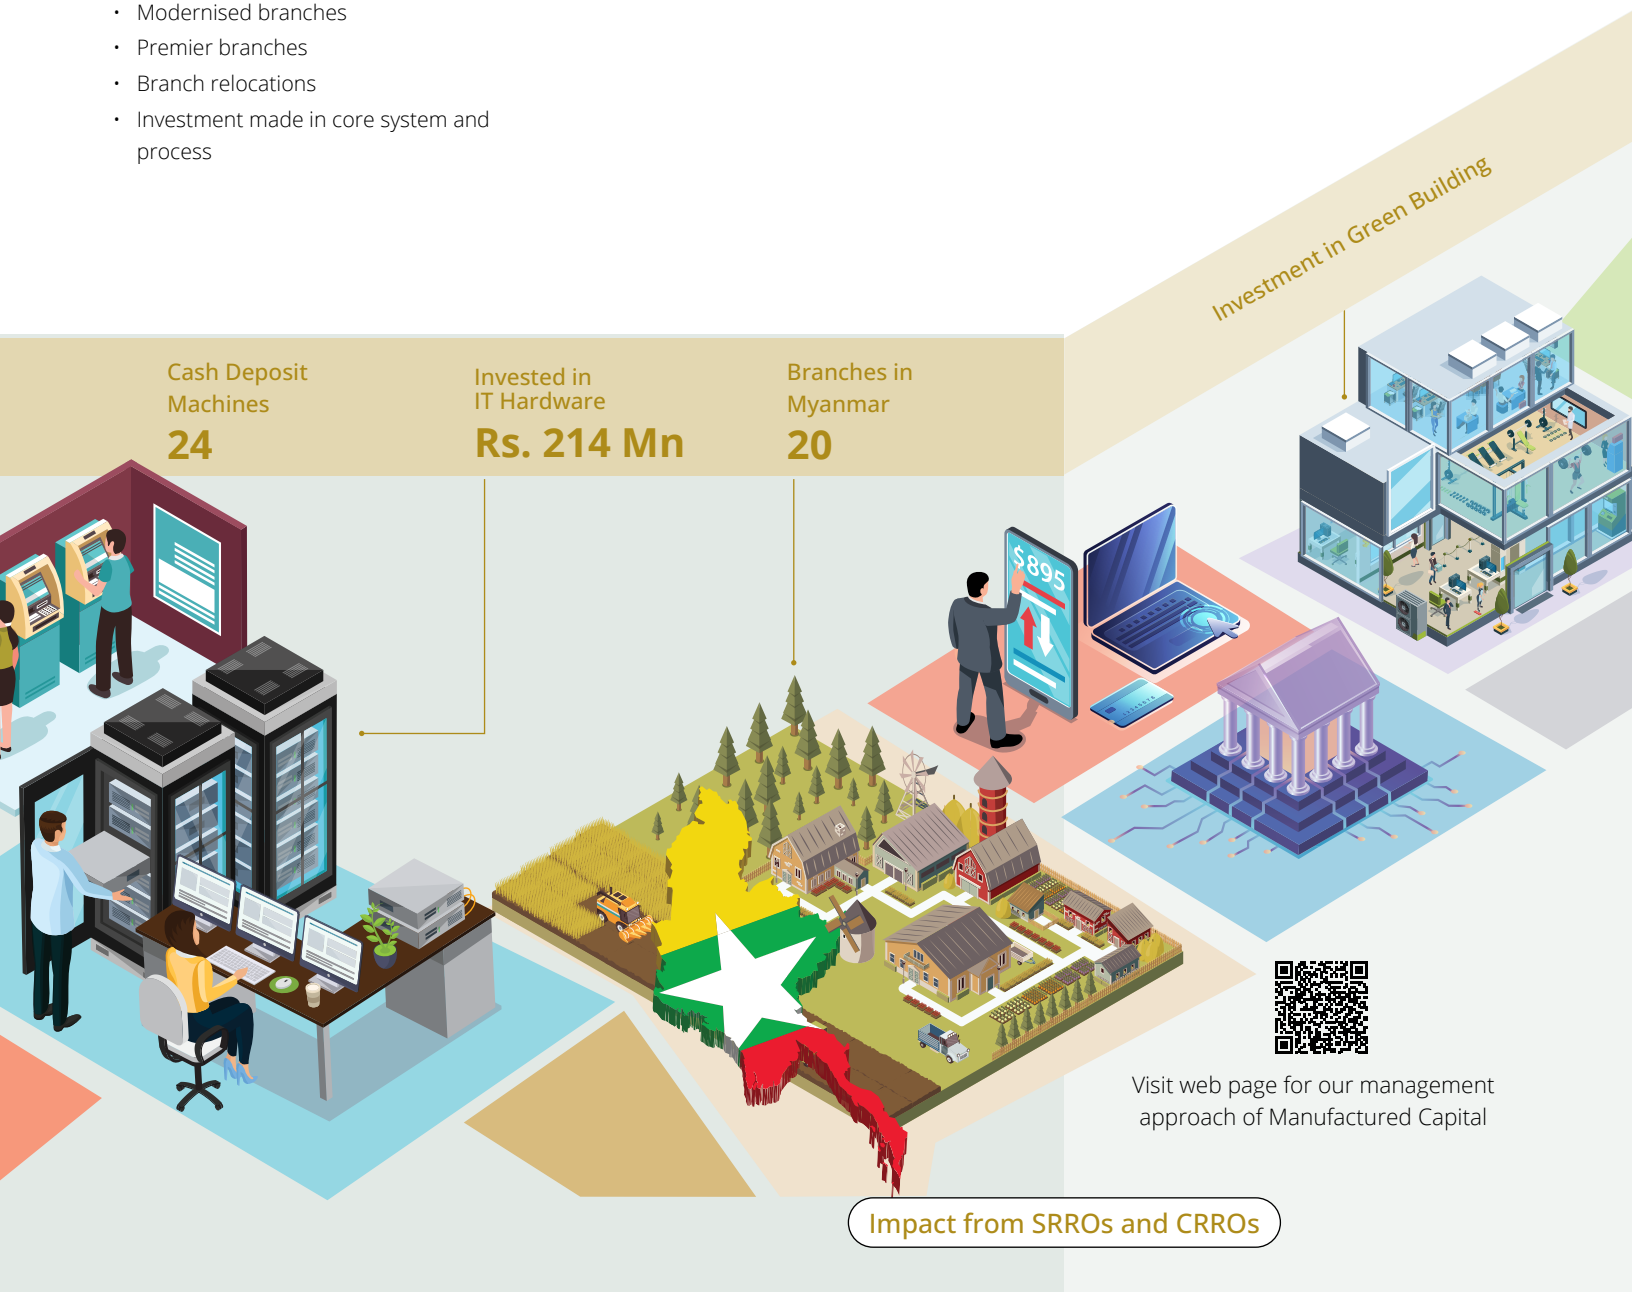 • Modernised branches
• Premier branches
• Branch relocations
• Investment made in core system and
process
Investment in Green Building
Cash Deposit
Machines
24
Invested in
IT Hardware
Rs. 214 Mn
Branches in
Myanmar
20
$895
Visit web page for our management
approach of Manufactured Capital
Impact from SRROs and CRROs